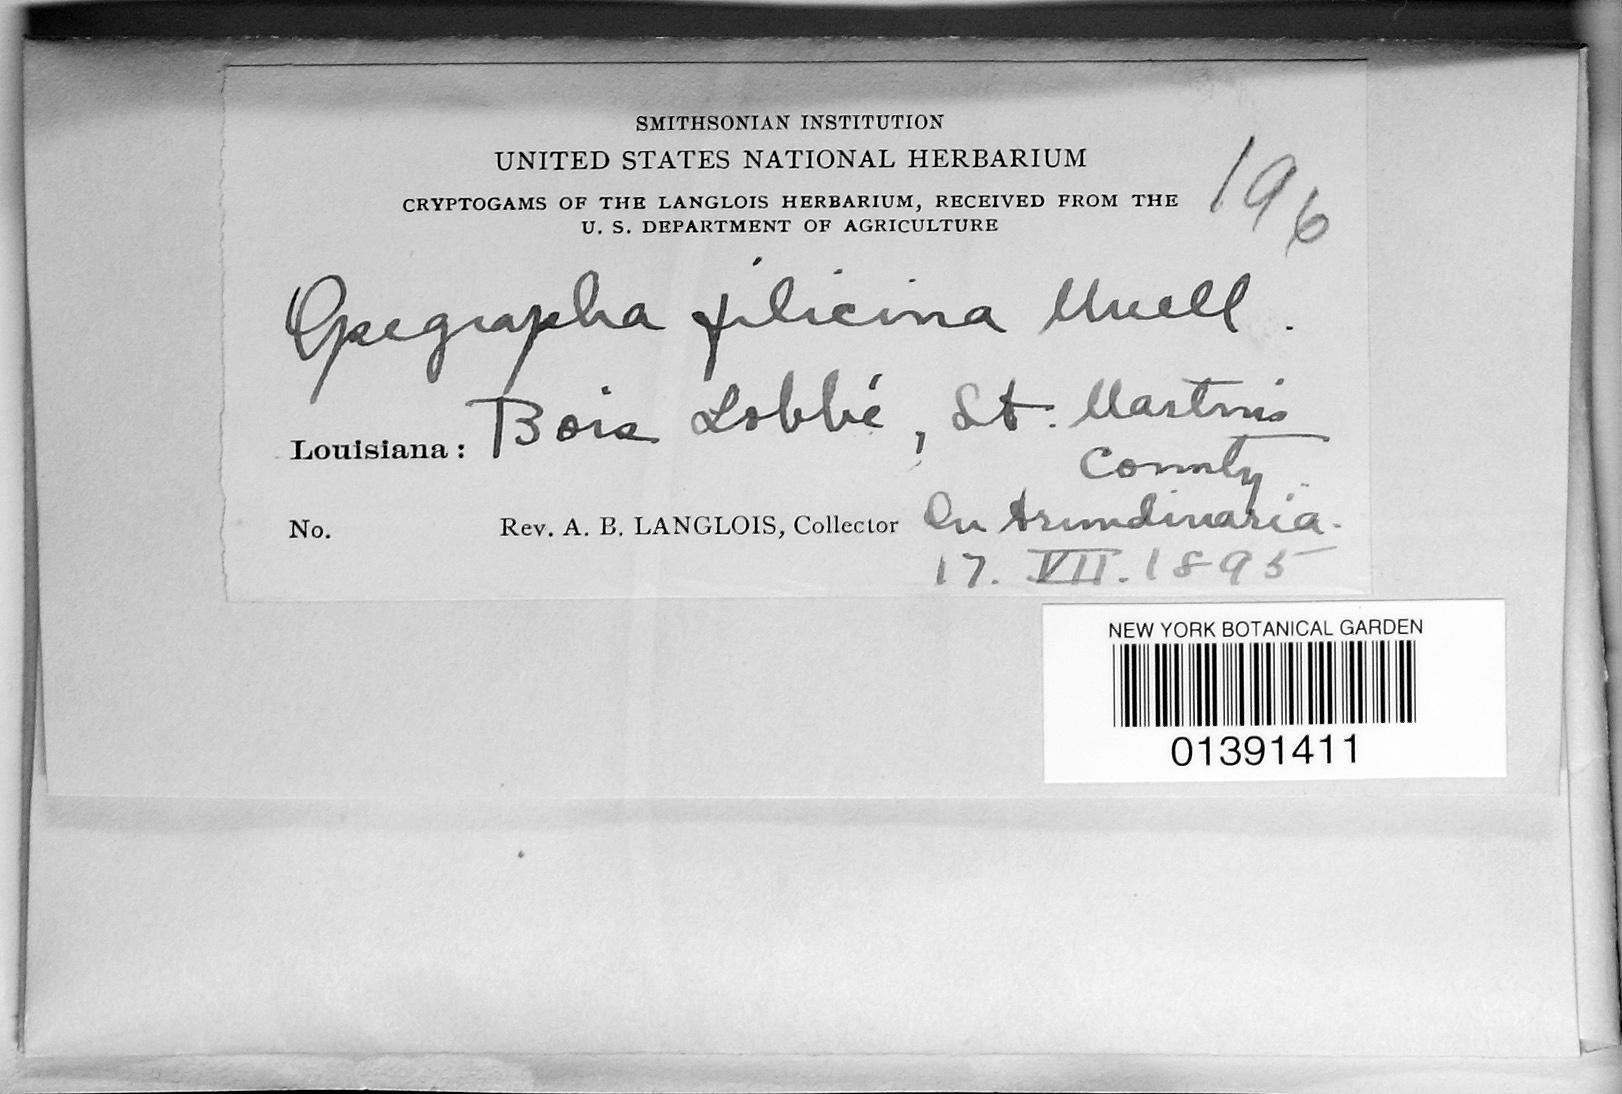 SMITHSONIAN INSTITUTION
UNITED STATES NATIONAL HERBARIUM
CRYPTOGAMS OF THE LANGLOIS HERBARIUM, RECEIVED FROM THE
U. S. DEPARTMENT OF AGRICULTURE
196
Opegrapha filicina Muell.
Louisiana: Bois Lobbé, St. Martins
County
No. Rev. A. B. LANGLOIS, Collector On Arundinaria.
17. VII. 1895
NEW YORK BOTANICAL GARDEN
01391411